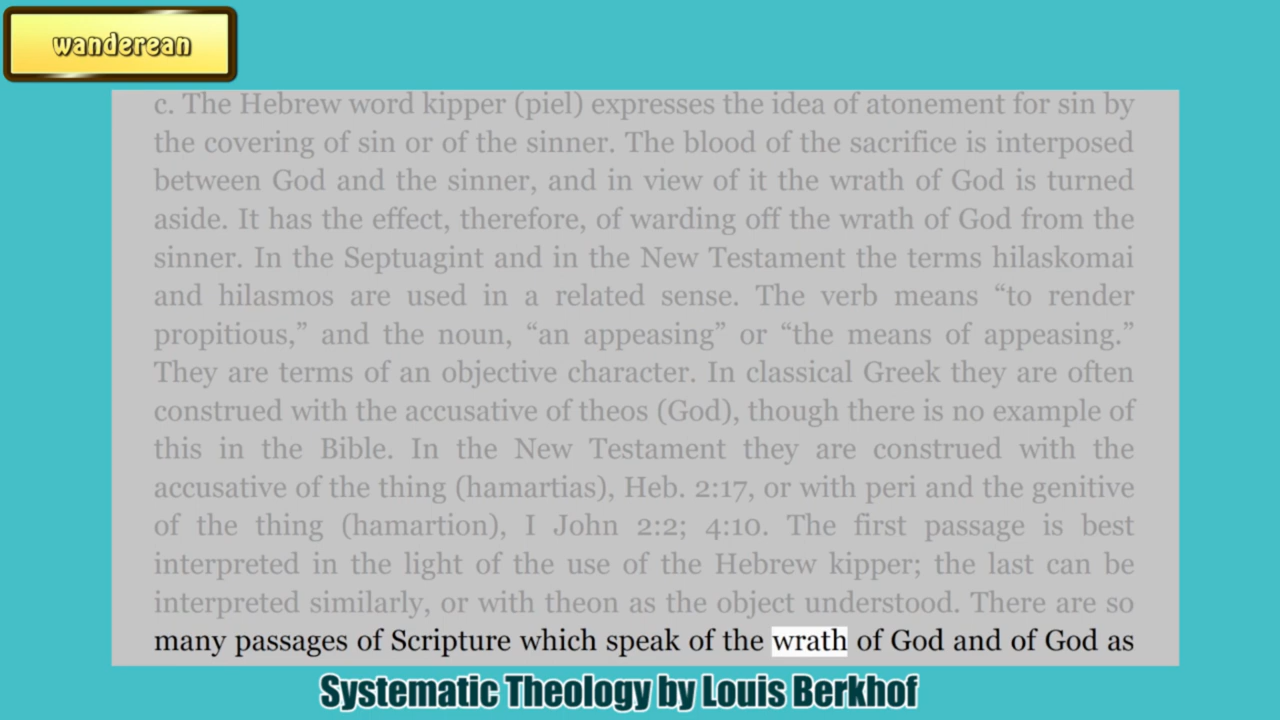 wanderean
c. The Hebrew word kipper (piel) expresses the idea of atonement for sin by
the covering of sin or of the sinner. The blood of the sacrifice is interposed
between God and the sinner, and in view of it the wrath of God is turned
aside. It has the effect, therefore, of warding off the wrath of God from the
sinner. In the Septuagint and in the New Testament the terms hilaskomai
and hilasmos are used in a related sense. The verb means “to render
propitious,” and the noun, “an appeasing” or “the means of appeasing.”
They are terms of an objective character. In classical Greek they are often
construed with the accusative of theos (God), though there is no example of
this in the Bible. In the New Testament they are construed with the
accusative of the thing (hamartias), Heb. 2:17, or with peri and the genitive
of the thing (hamartion), I John 2:2; 4:10. The first passage is best
interpreted in the light of the use of the Hebrew kipper; the last can be
interpreted similarly, or with theon as the object understood. There are so
many passages of Scripture which speak of the wrath of God and of God as
Systematic Theology by Louis Berkhof